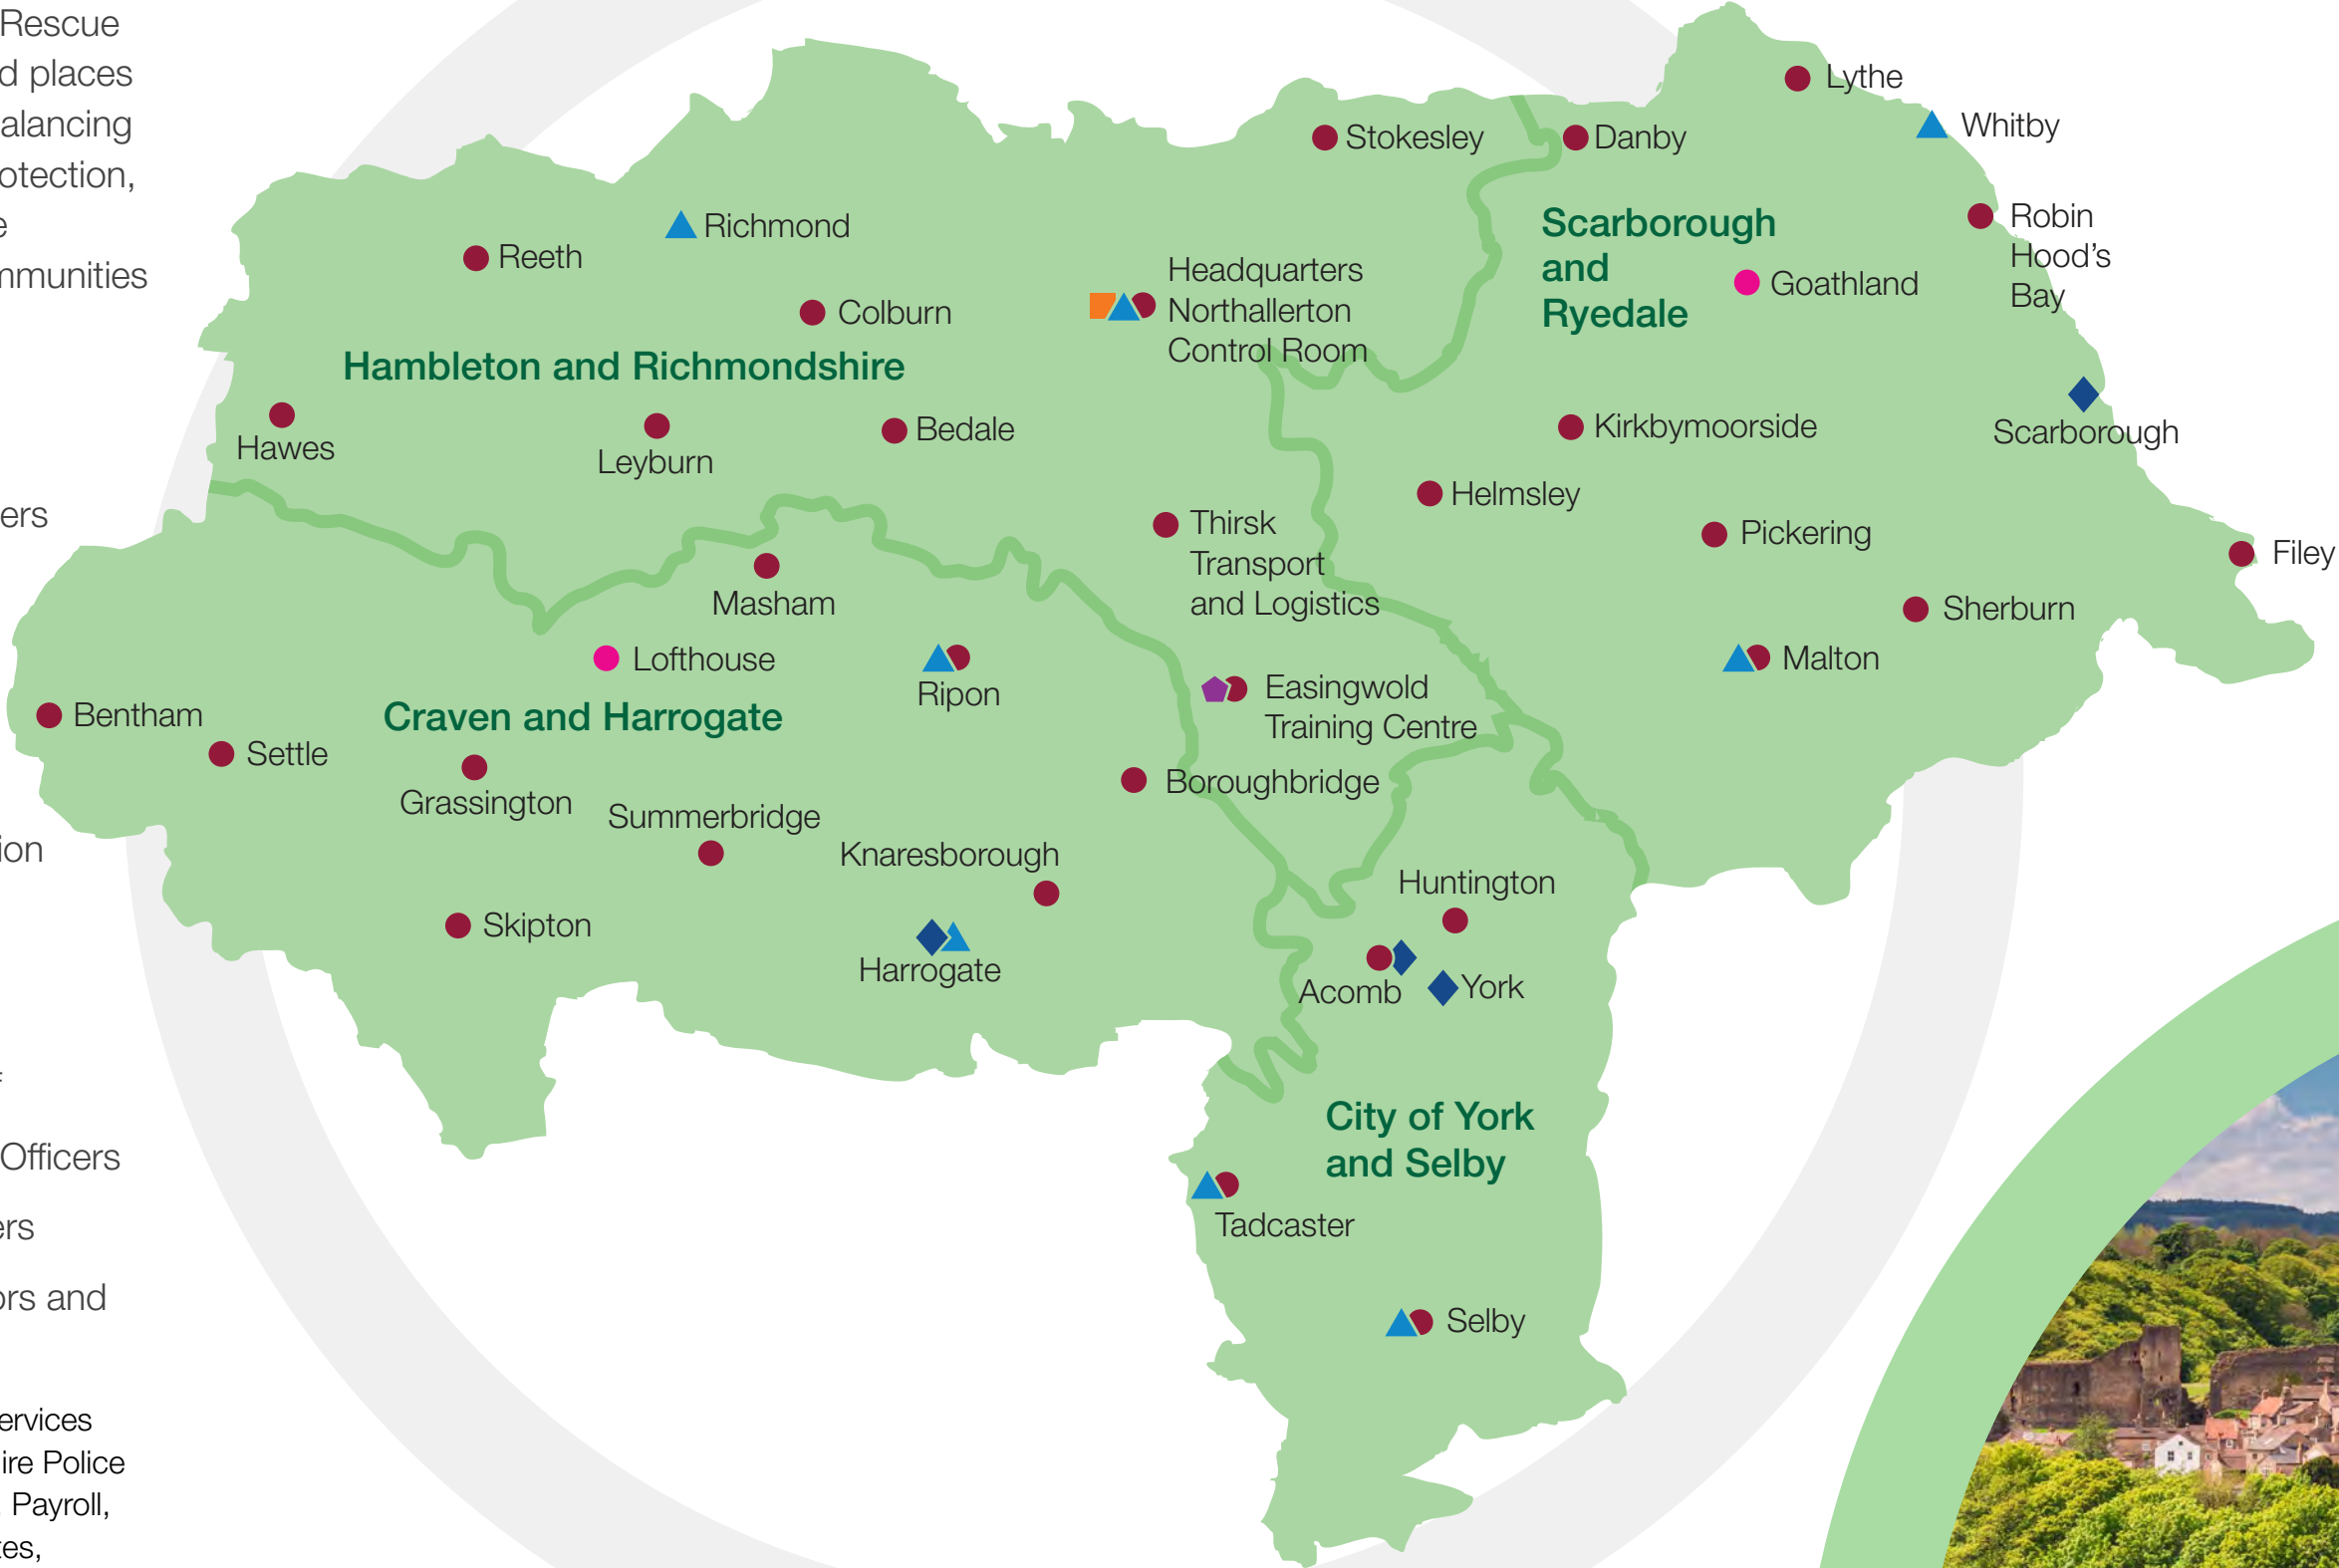 Rescue
d places
alancing
otection,
e
nmunities
ers
ion
Officers
ers
ors and
ervices
ire Police
Payroll,
tes,
Lythe
Whitby
Stokesley
Danby
Robin
Hood's
Bay
Richmond
Scarborough
and
Ryedale
Reeth
Goathland
Headquarters
Northallerton
Control Room
Colburn
Hambleton and Richmondshire
Hawes
Leyburn
Bedale
Kirkbymoorside
Scarborough
Helmsley
Thirsk
Transport
and Logistics
Pickering
Filey
Masham
Sherburn
Lofthouse
Ripon
Malton
Bentham
Craven and Harrogate
Easingwold
Training Centre
Settle
Grassington
Boroughbridge
Summerbridge
Knaresborough
Huntington
Skipton
Harrogate
Acomb
York
City of York
and Selby
Tadcaster
Selby